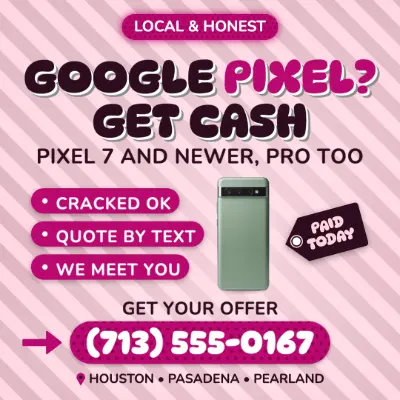 LOCAL & HONEST
GOOGLE PIXEL?
GET CASH
PIXEL 7 AND NEWER, PRO TOO
• CRACKED OK
• QUOTE BY TEXT
• WE MEET YOU
PAID
TODAY
GET YOUR OFFER
(713) 555-0167
HOUSTON • PASADENA • PEARLAND